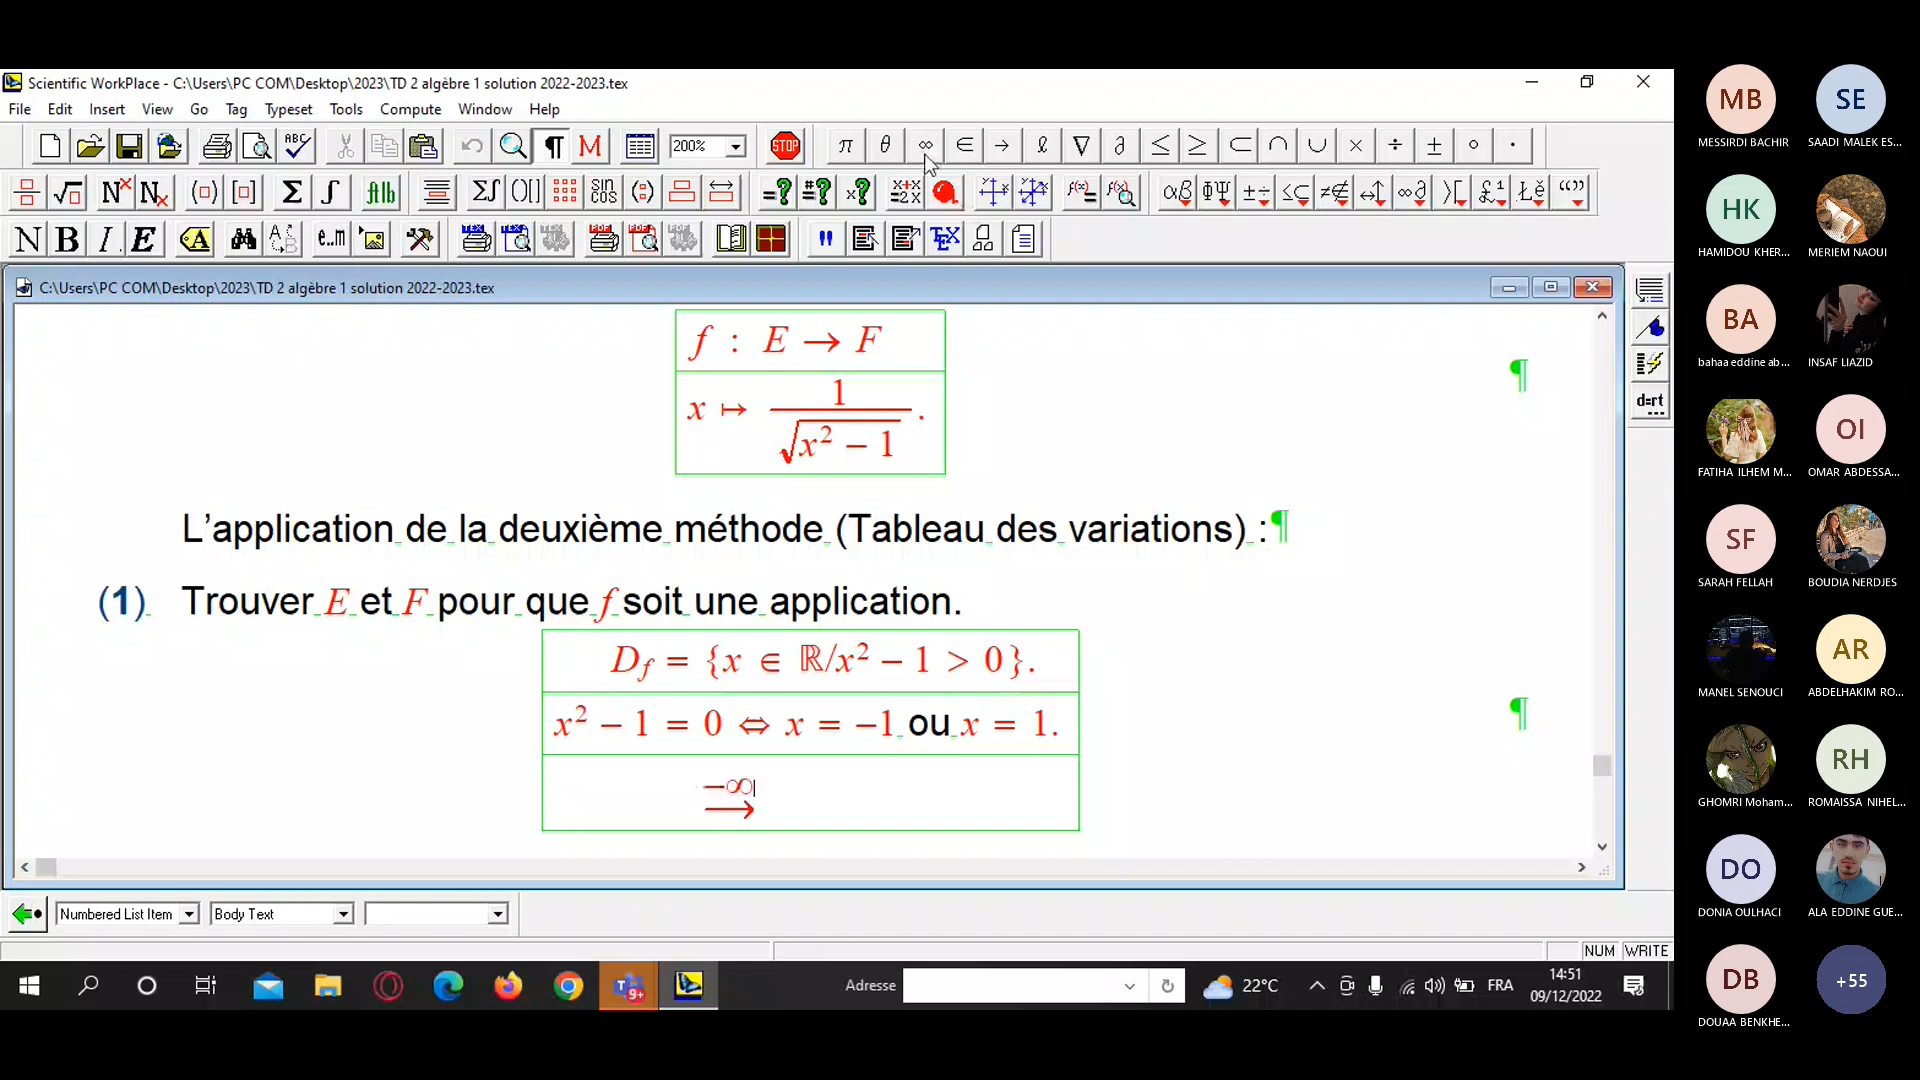 Scientific WorkPlace - C:\Users\PC COM\Desktop\2023\TD 2 algèbre 1 solution 2022-2023.tex
File Edit Insert View Go Tag Typeset Tools Compute Window Help
200% STOP π θ ∞ ∈ → ℓ ∇ ∂ ≤ ≥ ⊂ ∩ ∪ × ÷ ± ∘ ·
C:\Users\PC COM\Desktop\2023\TD 2 algèbre 1 solution 2022-2023.tex
f : E → F
x ↦ 1/√(x² − 1) .
L’application de la deuxième méthode (Tableau des variations) :¶
(1) Trouver E et F pour que f soit une application.
D_f = {x ∈ ℝ/x² − 1 > 0}.
x² − 1 = 0 ⇔ x = −1 ou x = 1.
−∞
→
Numbered List Item Body Text
NUM WRITE
Adresse 22°C FRA 14:51
09/12/2022
MB SE
MESSIRDI BACHIR SAADI MALEK ES...
HK
HAMIDOU KHER... MERIEM NAOUI
BA
bahaa eddine ab... INSAF LIAZID
OI
FATIHA ILHEM M... OMAR ABDESSA...
SF
SARAH FELLAH BOUDIA NERDJES
AR
MANEL SENOUCI ABDELHAKIM RO...
RH
GHOMRI Moham... ROMAISSA NIHEL...
DO
DONIA OULHACI ALA EDDINE GUE...
DB +55
DOUAA BENKHE...